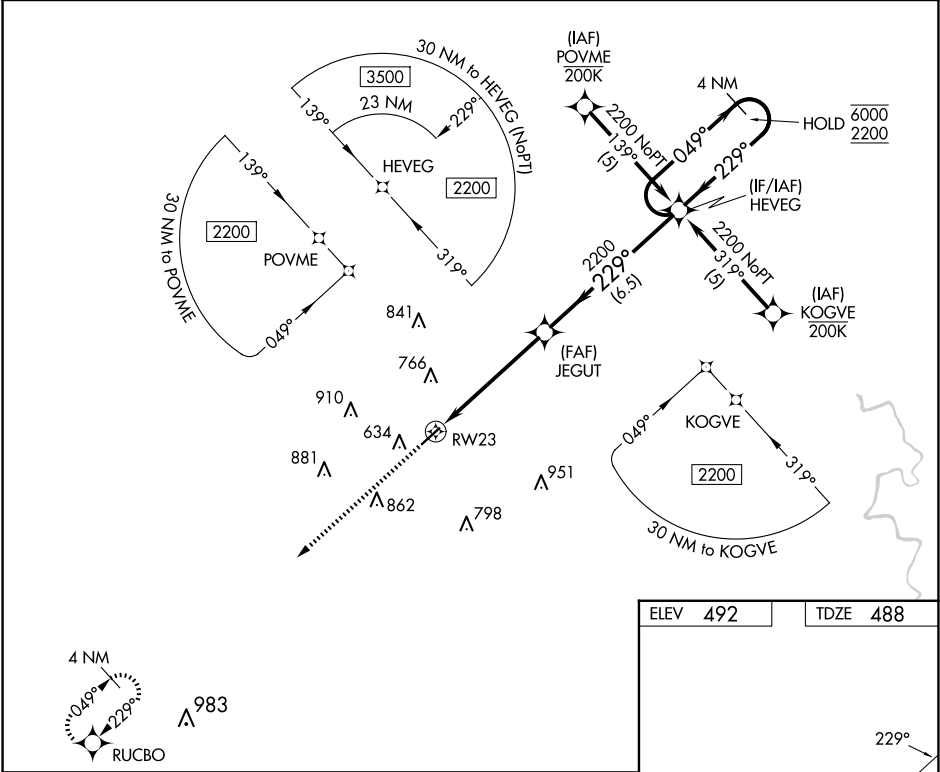 (IAF)
POVME
200K
30 NM to HEVEG (NoPT)
3500
23 NM
139°
229°
HEVEG
2200
319°
4 NM
HOLD 6000
2200
2200 NoPT
139°
(5)
049°
229°
(IF/IAF)
HEVEG
139°
30 NM to POVME
2200
POVME
049°
2200
229°
(6.5)
2200 NoPT
319°
(5)
(IAF)
KOGVE
200K
841
(FAF)
JEGUT
766
910
634
RW23
881
862
951
798
KOGVE
049°
319°
2200
30 NM to KOGVE
ELEV 492
TDZE 488
4 NM
049°
229°
983
RUCBO
229°